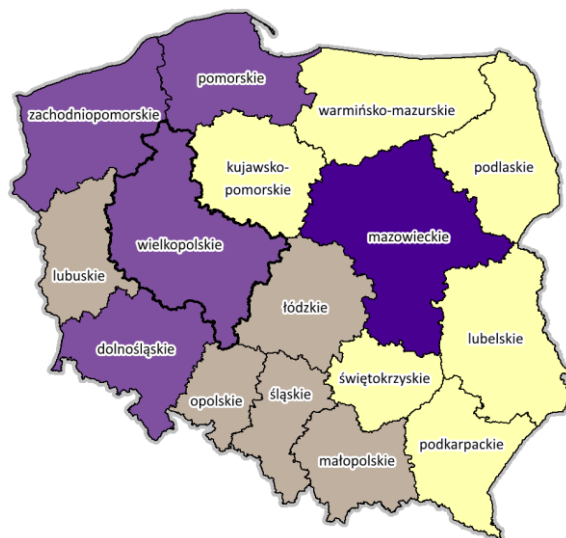 pomorskie
zachodniopomorskie
warmińsko-mazurskie
kujawsko-
pomorskie
podlaskie
wielkopolskie
mazowieckie
lubuskie
łódzkie
lubelskie
dolnośląskie
świętokrzyskie
opolskie
śląskie
podkarpackie
małopolskie